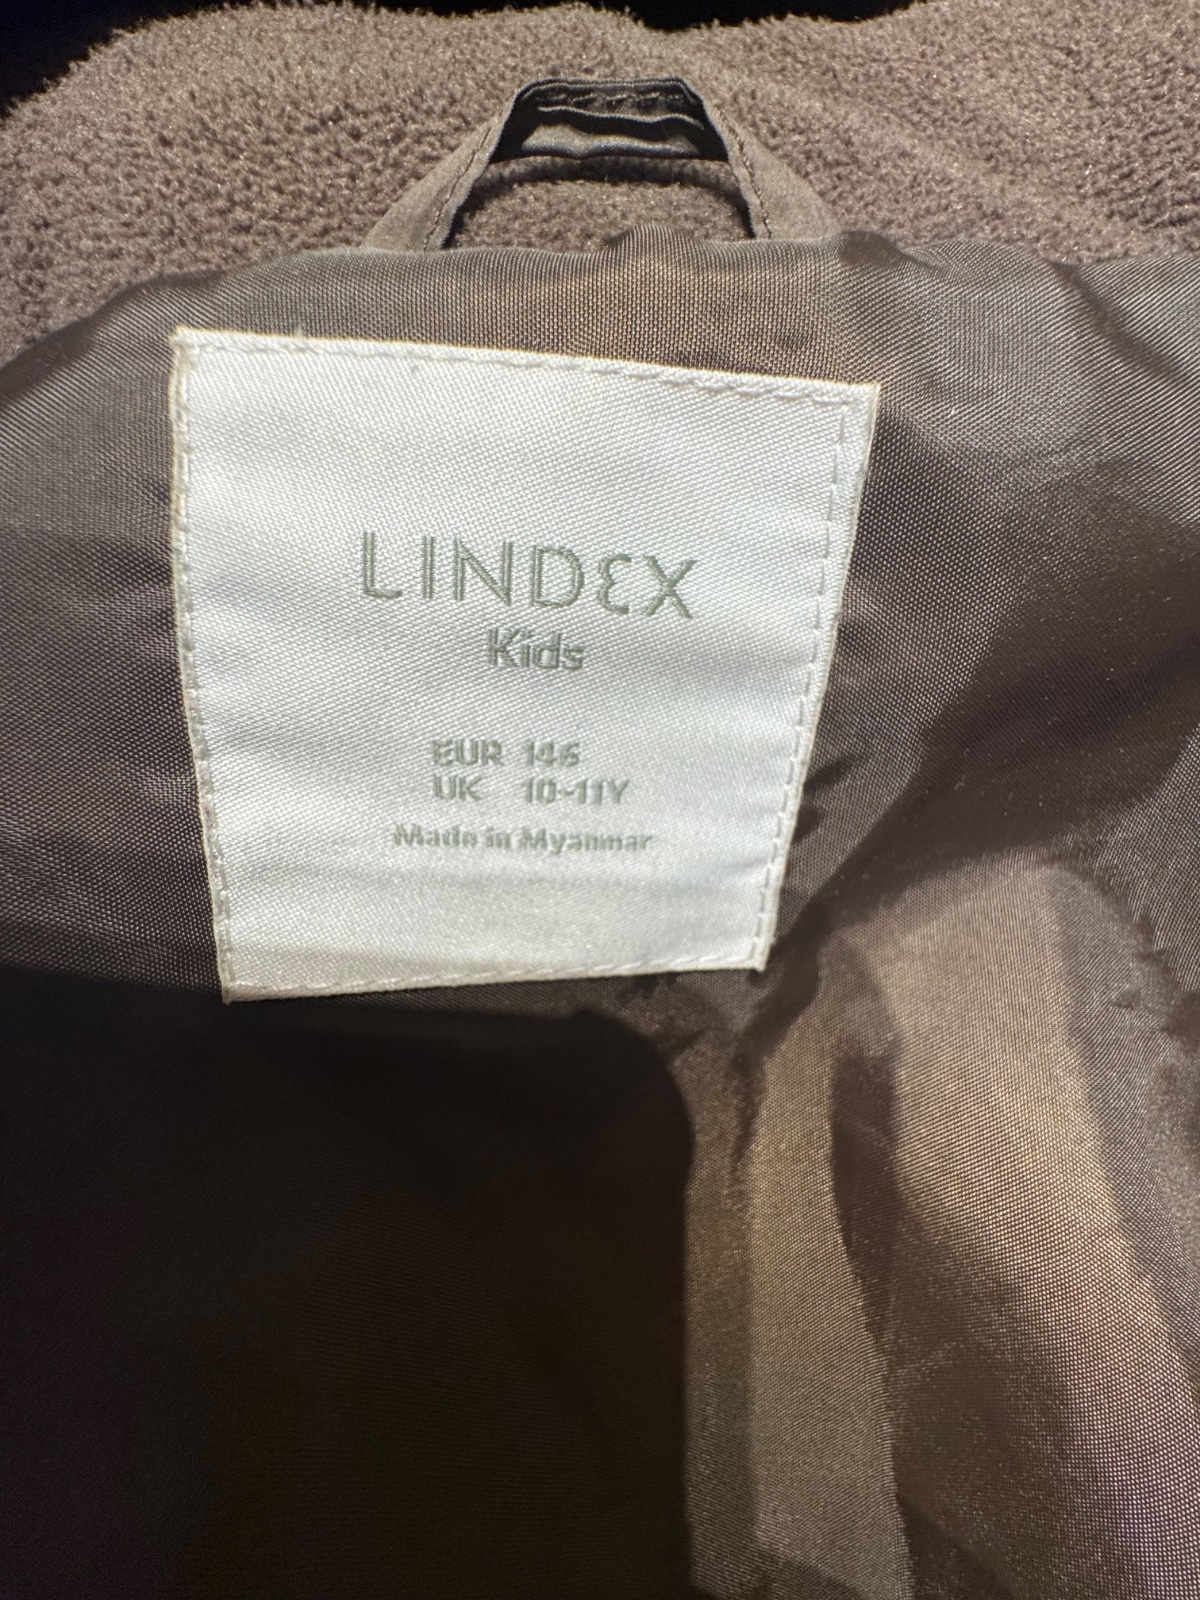 LINDEX
Kids
EUR 146
UK 10-11Y
Made in Myanmar